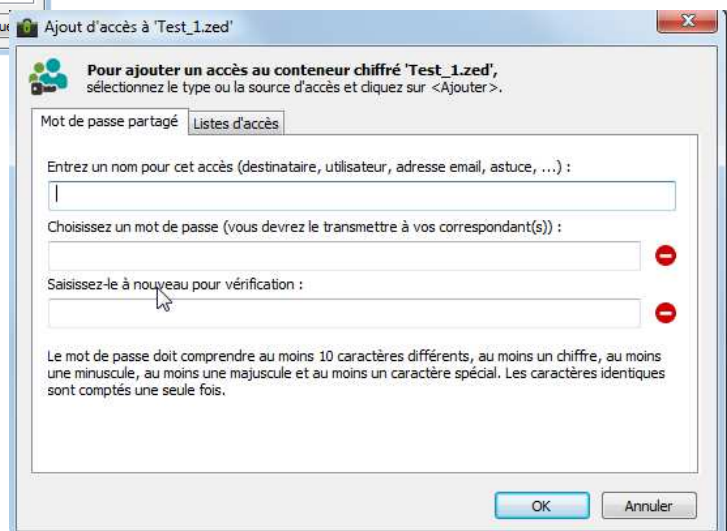 Ajout d'accès à 'Test_1.zed'
Pour ajouter un accès au conteneur chiffré 'Test_1.zed',
sélectionnez le type ou la source d'accès et cliquez sur <Ajouter>.
Mot de passe partagé Listes d'accès
Entrez un nom pour cet accès (destinataire, utilisateur, adresse email, astuce, ...) :
Choisissez un mot de passe (vous devrez le transmettre à vos correspondant(s)) :
Saisissez-le à nouveau pour vérification :
Le mot de passe doit comprendre au moins 10 caractères différents, au moins un chiffre, au moins
une minuscule, au moins une majuscule et au moins un caractère spécial. Les caractères identiques
sont comptés une seule fois.
OK Annuler